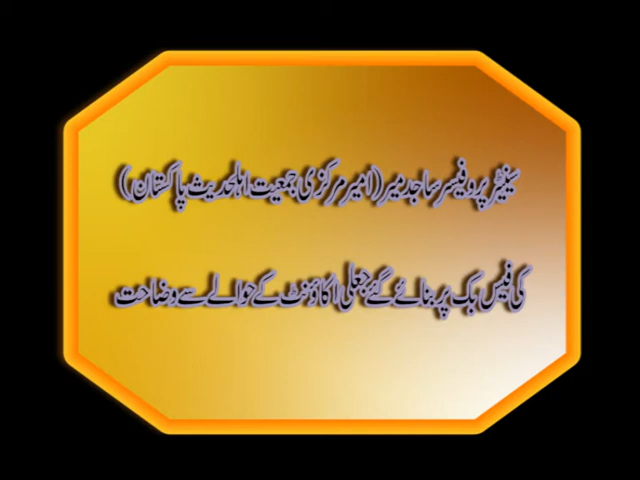 سینیٹر پروفیسر ساجد میر (امیر مرکزی جمعیت اہلحدیث پاکستان)
کی فیس بک پر بنائے گئے جعلی اکاؤنٹ کے حوالے سے وضاحت